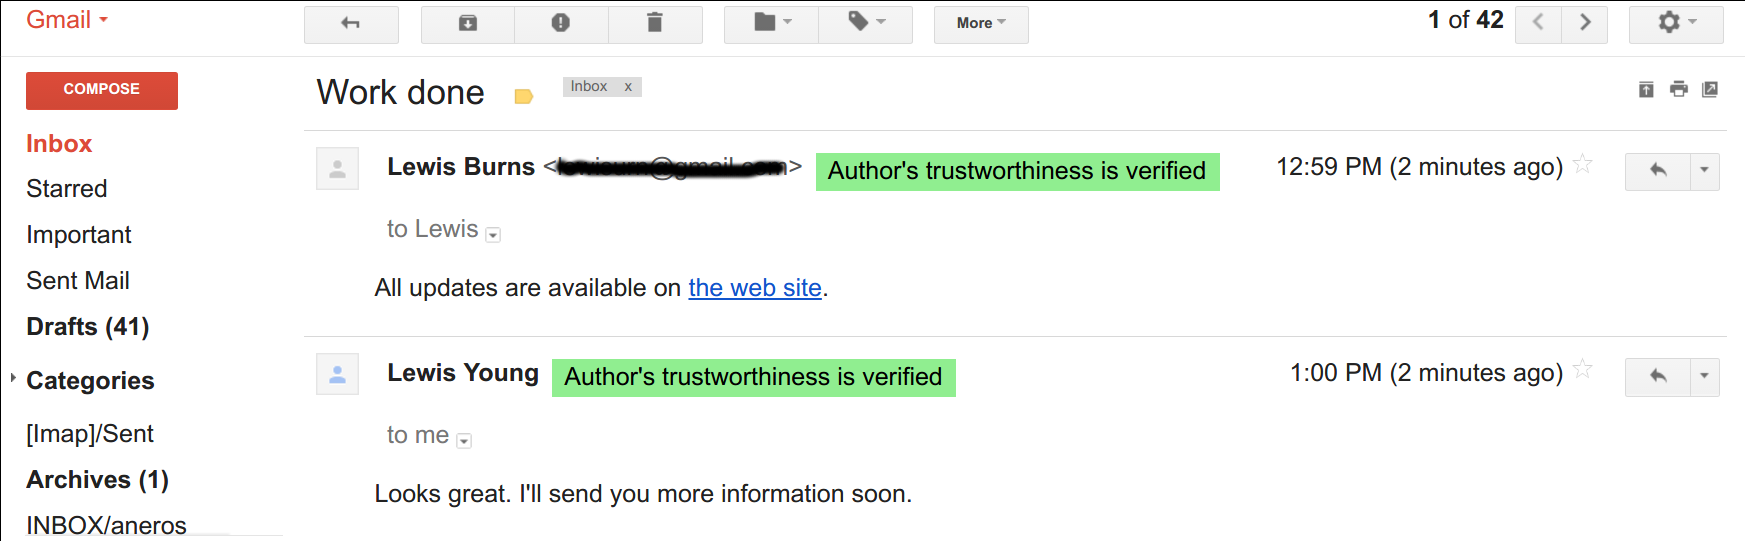 Gmail
More
1 of 42
COMPOSE
Work done
Inbox x
Inbox
Starred
Important
Sent Mail
Drafts (41)
Categories
[Imap]/Sent
Archives (1)
INBOX/aneros
Lewis Burns < > Author's trustworthiness is verified 12:59 PM (2 minutes ago)
to Lewis
All updates are available on the web site.
Lewis Young Author's trustworthiness is verified 1:00 PM (2 minutes ago)
to me
Looks great. I'll send you more information soon.